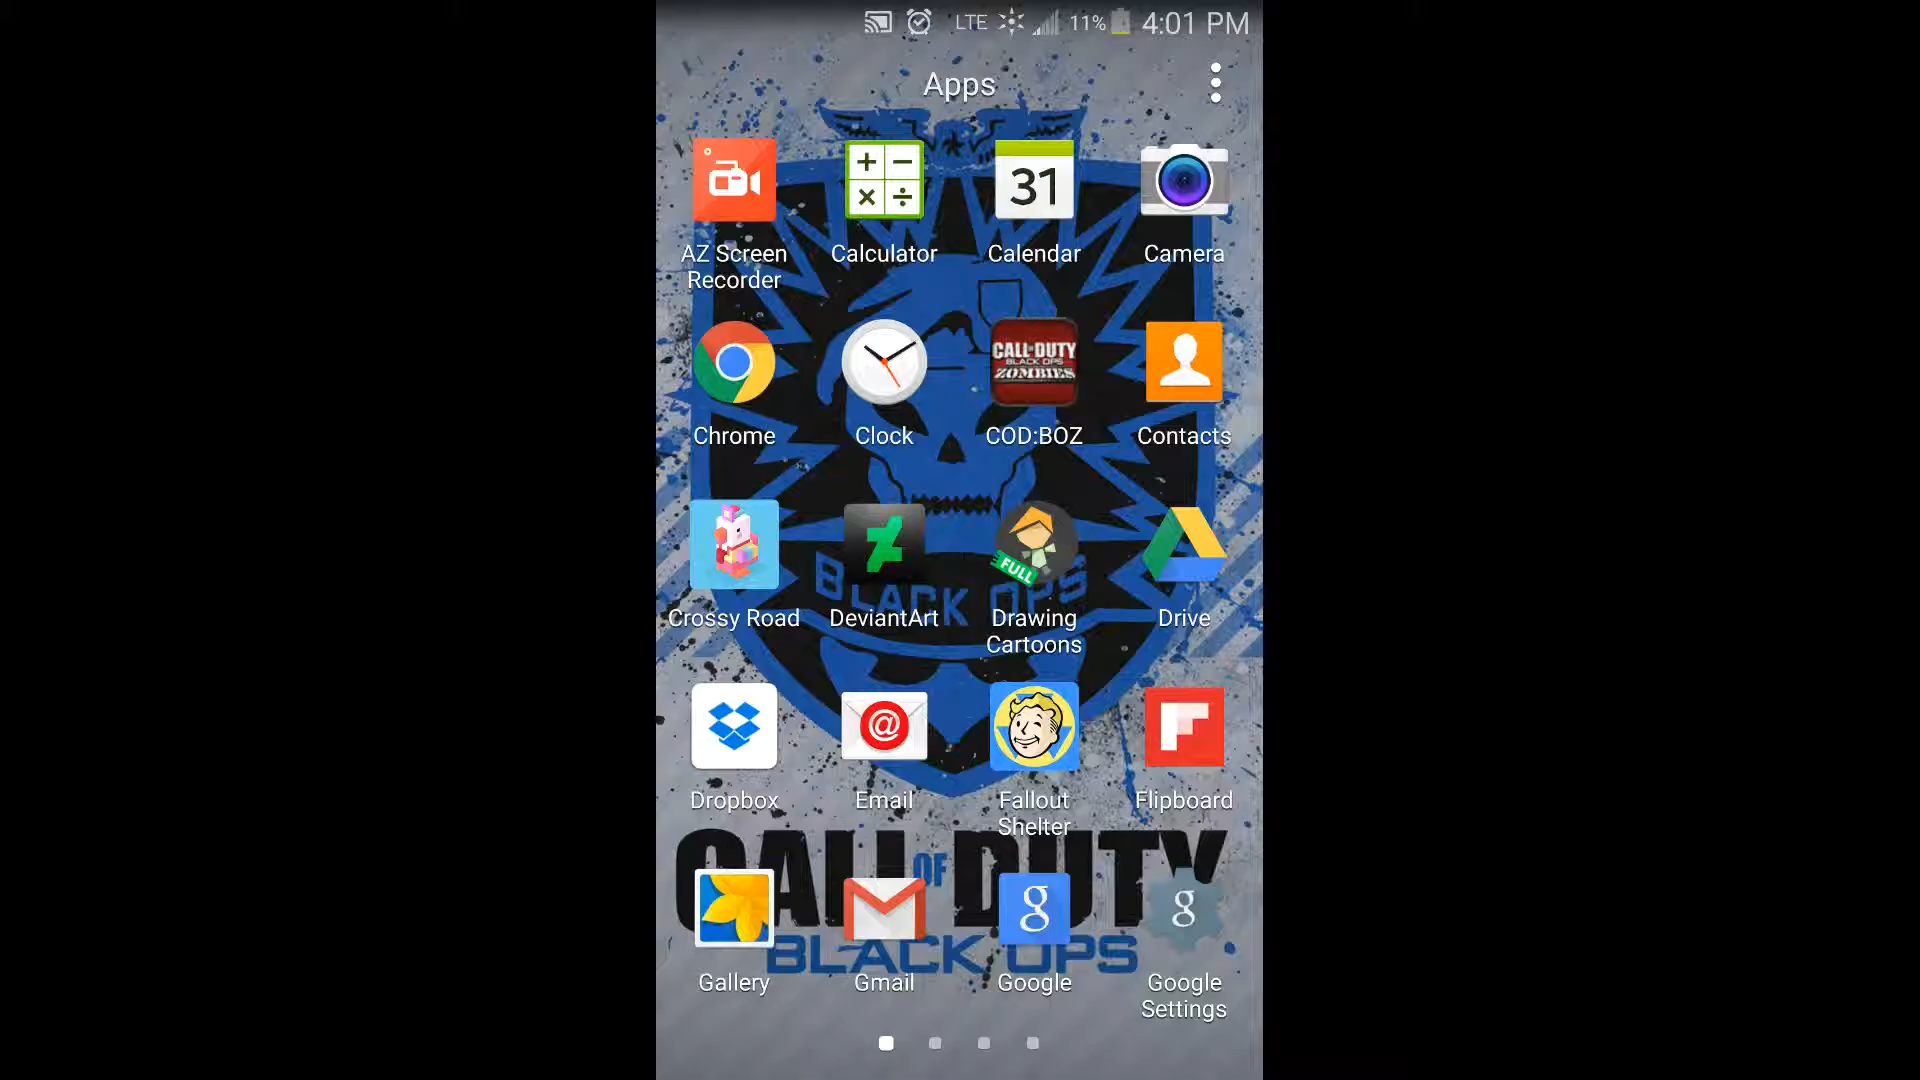 LTE 11% 4:01 PM
Apps
31
AZ Screen
Recorder
Calculator
Calendar
Camera
CALL OF DUTY
BLACK OPS
ZOMBIES
Chrome
Clock
COD:BOZ
Contacts
FULL
BLACK OPS
Crossy Road
DeviantArt
Drawing
Cartoons
Drive
Dropbox
Email
Fallout
Shelter
Flipboard
CALL OF DUTY
BLACK OPS
Gallery
Gmail
Google
Google
Settings